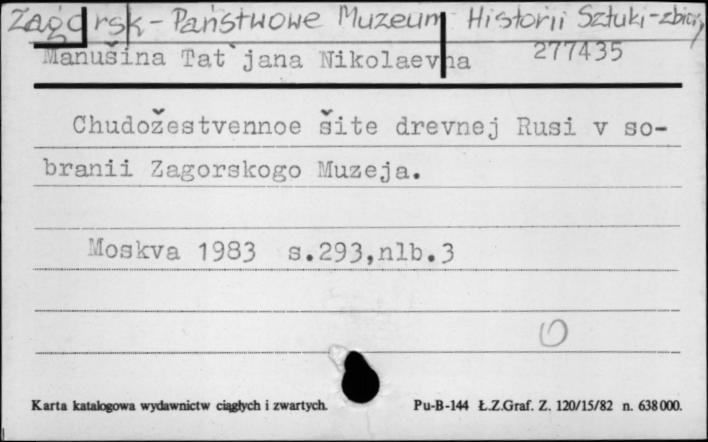 Zagorsk - Państwowe Muzeum Historii Sztuki - zbiory
Manušina Tat`jana Nikolaevna 277435
Chudožestvennoe šite drevnej Rusi v so-
branii Zagorskogo Muzeja.
Moskva 1983 s.293,nlb.3
Karta katalogowa wydawnictw ciągłych i zwartych. Pu-B-144 Ł.Z.Graf. Z. 120/15/82 n. 638000.